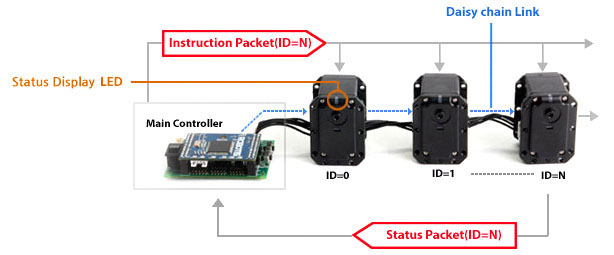 Daisy chain Link
Instruction Packet(ID=N)
Status Display LED
Main Controller
ID=0
ID=1
ID=N
Status Packet(ID=N)